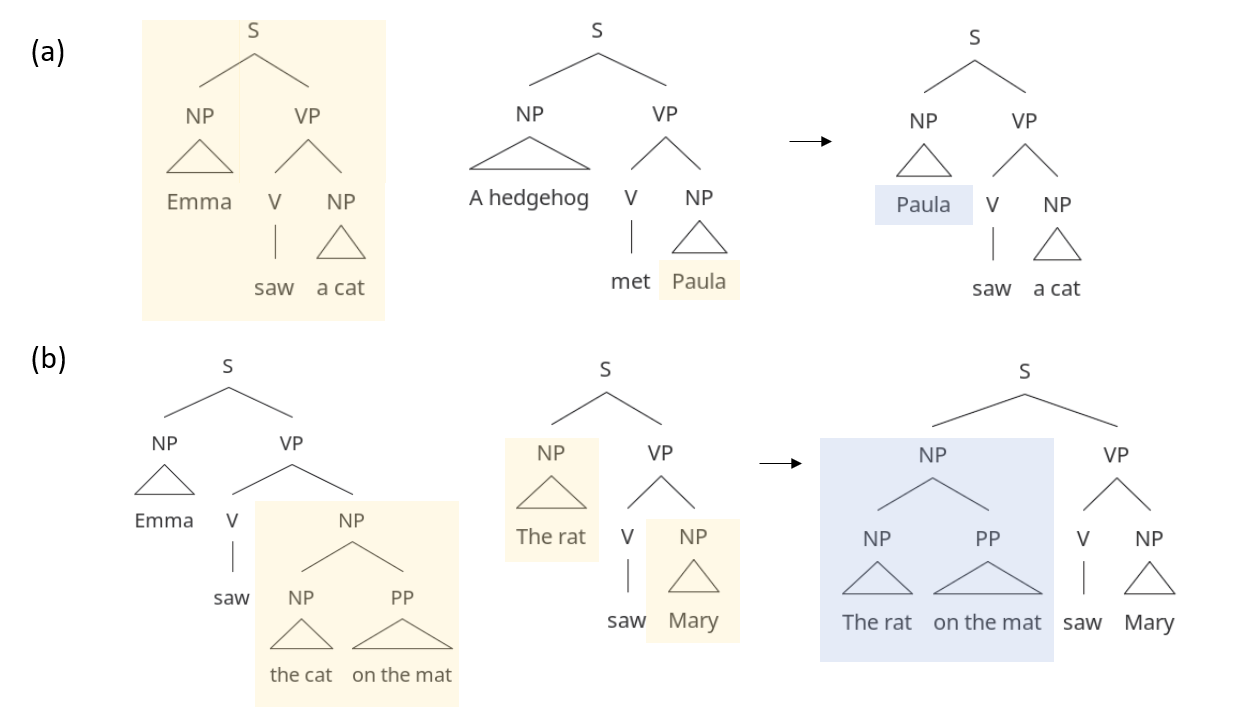 (a)
S S S
NP VP NP VP NP VP
Emma V NP A hedgehog V NP Paula V NP
saw a cat met Paula saw a cat
(b)
S S S
NP VP NP VP NP VP
Emma V NP The rat V NP NP PP V NP
saw NP PP saw Mary The rat on the mat saw Mary
the cat on the mat